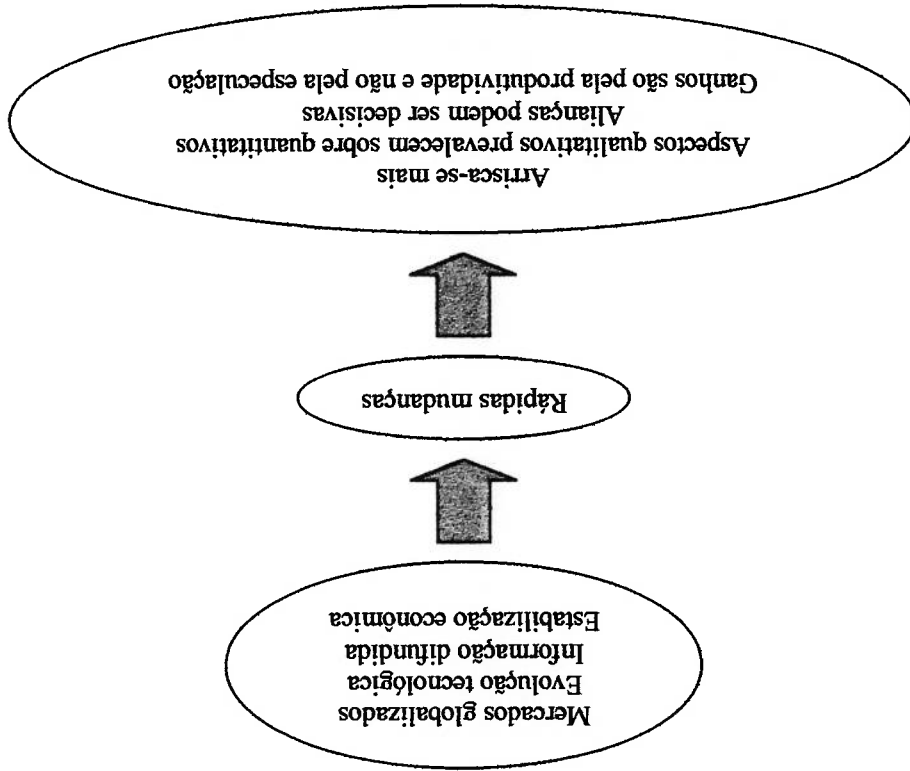 Mercados globalizados
Evolução tecnológica
Informação difundida
Estabilização econômica
Rápidas mudanças
Arrisca-se mais
Aspectos qualitativos prevalecem sobre quantitativos
Alianças podem ser decisivas
Ganhos são pela produtividade e não pela especulação